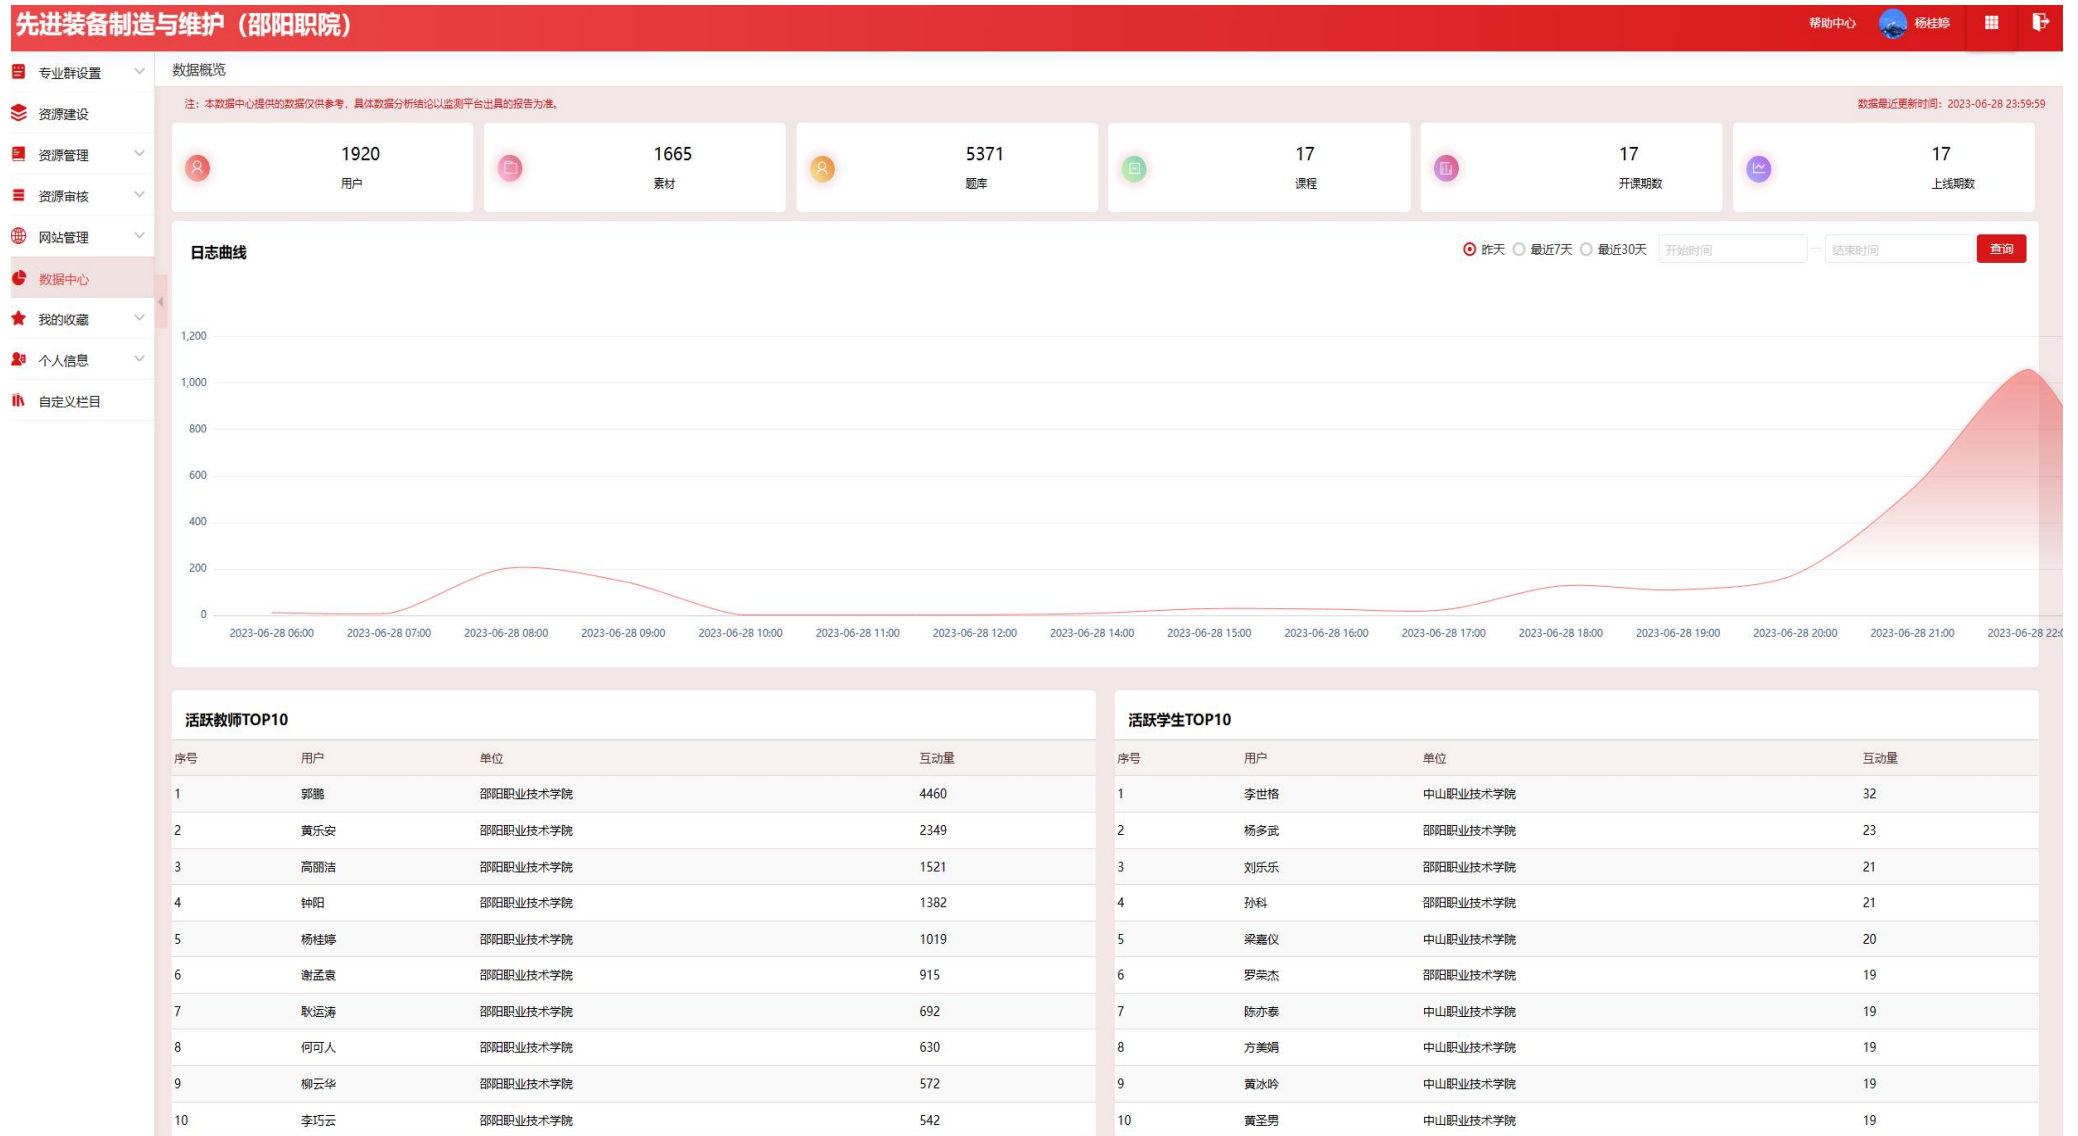 先进装备制造与维护（邵阳职院）
帮助中心 杨桂婷
专业群设置
资源建设
资源管理
资源审核
网站管理
数据中心
我的收藏
个人信息
自定义栏目
数据概览
注：本数据中心提供的数据仅供参考，具体数据分析结论以监测平台出具的报告为准。
数据最近更新时间：2023-06-28 23:59:59
1920
用户
1665
素材
5371
题库
17
课程
17
开课期数
17
上线期数
日志曲线
昨天 最近7天 最近30天 开始时间 — 结束时间 查询
1,200
1,000
800
600
400
200
0
2023-06-28 06:00 2023-06-28 07:00 2023-06-28 08:00 2023-06-28 09:00 2023-06-28 10:00 2023-06-28 11:00 2023-06-28 12:00 2023-06-28 14:00 2023-06-28 15:00 2023-06-28 16:00 2023-06-28 17:00 2023-06-28 18:00 2023-06-28 19:00 2023-06-28 20:00 2023-06-28 21:00 2023-06-28 22:
活跃教师TOP10
序号 用户 单位 互动量
1 郭鹏 邵阳职业技术学院 4460
2 黄乐安 邵阳职业技术学院 2349
3 高丽洁 邵阳职业技术学院 1521
4 钟阳 邵阳职业技术学院 1382
5 杨桂婷 邵阳职业技术学院 1019
6 谢孟袁 邵阳职业技术学院 915
7 耿运涛 邵阳职业技术学院 692
8 何可人 邵阳职业技术学院 630
9 柳云华 邵阳职业技术学院 572
10 李巧云 邵阳职业技术学院 542
活跃学生TOP10
序号 用户 单位 互动量
1 李世格 中山职业技术学院 32
2 杨多武 邵阳职业技术学院 23
3 刘乐乐 邵阳职业技术学院 21
4 孙科 邵阳职业技术学院 21
5 梁嘉仪 中山职业技术学院 20
6 罗荣杰 邵阳职业技术学院 19
7 陈亦泰 中山职业技术学院 19
8 方美娟 中山职业技术学院 19
9 黄冰吟 中山职业技术学院 19
10 黄圣男 中山职业技术学院 19